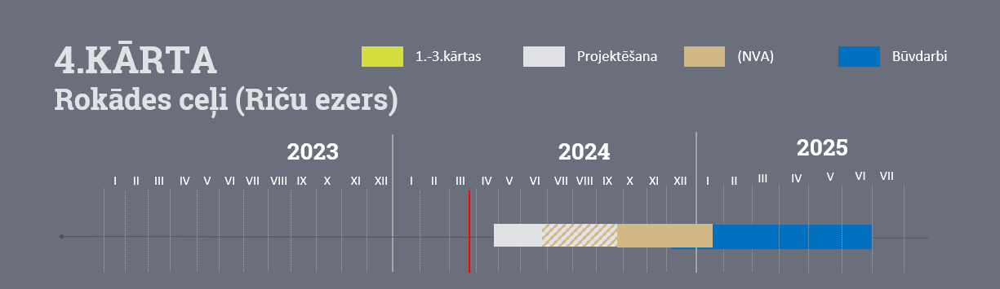 4.KĀRTA
Rokādes ceļi (Riču ezers)
1.-3.kārtas Projektēšana (NVA) Būvdarbi
2023 2024 2025
I II III IV V VI VII VIII IX X XI XII I II III IV V VI VII VIII IX X XI XII I II III IV V VI VII